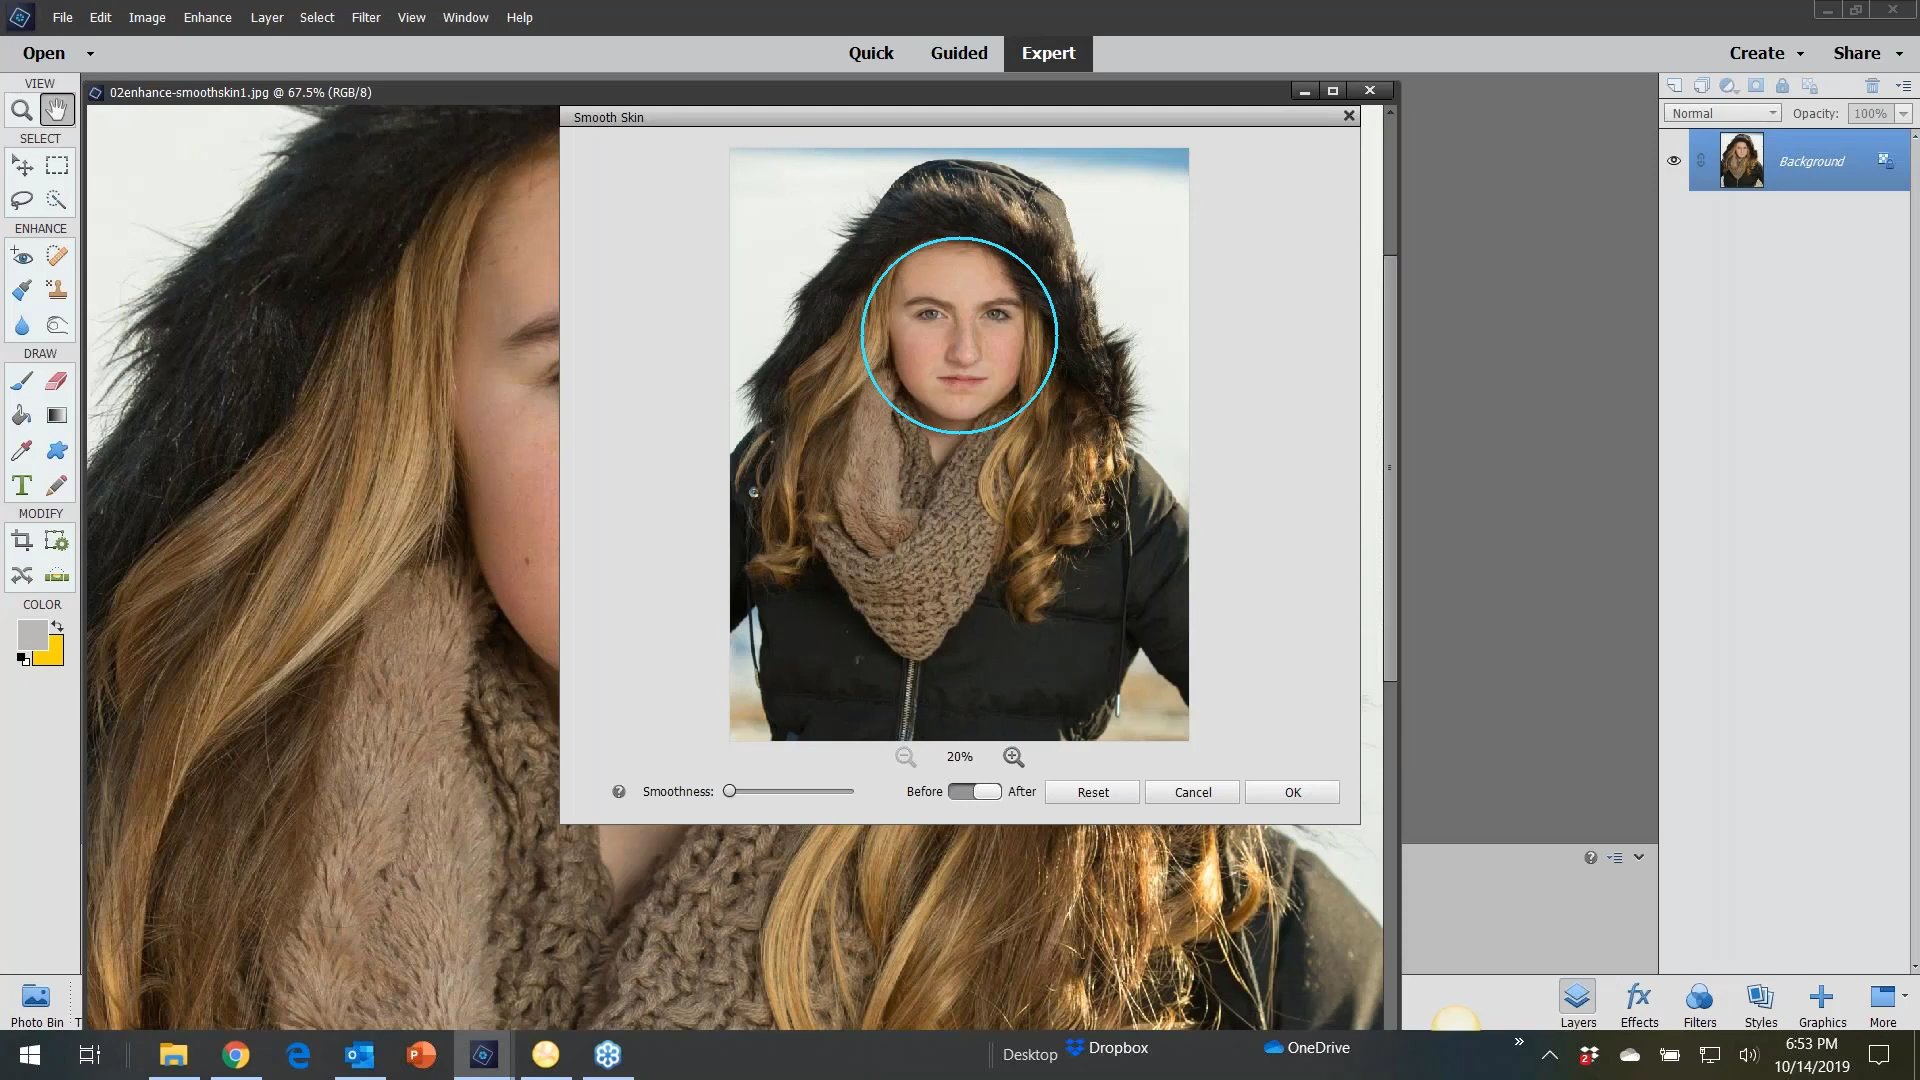 File Edit Image Enhance Layer Select Filter View Window Help
Open Quick Guided Expert Create Share
VIEW
02enhance-smoothskin1.jpg @ 67.5% (RGB/8)
Smooth Skin
Normal Opacity: 100%
SELECT
Background
ENHANCE
DRAW
T
MODIFY
COLOR
20%
Smoothness: Before After Reset Cancel OK
Photo Bin T
Layers Effects Filters Styles Graphics More
Desktop Dropbox OneDrive
2
6:53 PM
10/14/2019